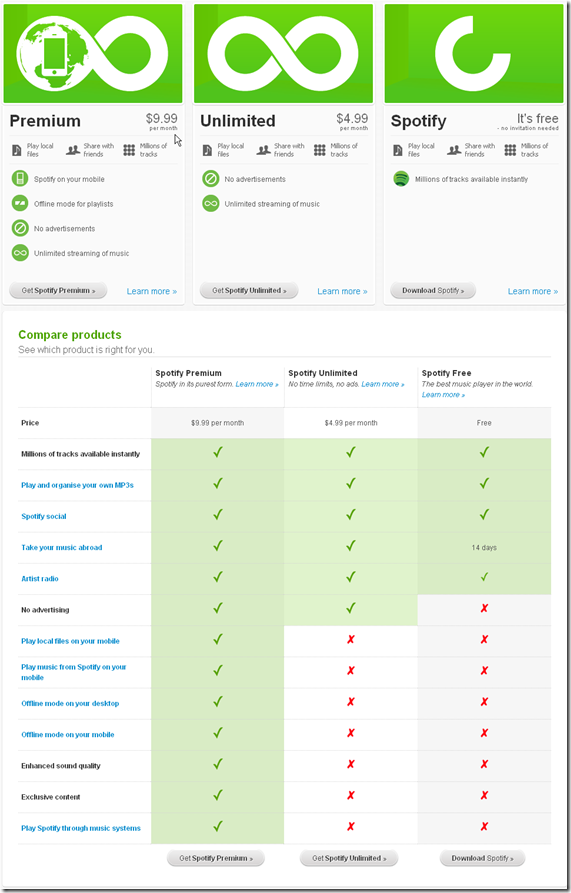 Premium
$9.99
per month
Play local files
Share with friends
Millions of tracks
Spotify on your mobile
Offline mode for playlists
No advertisements
Unlimited streaming of music
Get Spotify Premium »
Learn more »
Unlimited
$4.99
per month
Play local files
Share with friends
Millions of tracks
No advertisements
Unlimited streaming of music
Get Spotify Unlimited »
Learn more »
Spotify
It's free
- no invitation needed
Play local files
Share with friends
Millions of tracks
Millions of tracks available instantly
Download Spotify »
Learn more »
Compare products
See which product is right for you.
Spotify Premium
Spotify in its purest form. Learn more »
Spotify Unlimited
No time limits, no ads. Learn more »
Spotify Free
The best music player in the world.
Learn more »
Price $9.99 per month $4.99 per month Free
Millions of tracks available instantly ✓ ✓ ✓
Play and organise your own MP3s ✓ ✓ ✓
Spotify social ✓ ✓ ✓
Take your music abroad ✓ ✓ 14 days
Artist radio ✓ ✓ ✓
No advertising ✓ ✓ ✗
Play local files on your mobile ✓ ✗ ✗
Play music from Spotify on your
mobile ✓ ✗ ✗
Offline mode on your desktop ✓ ✗ ✗
Offline mode on your mobile ✓ ✗ ✗
Enhanced sound quality ✓ ✗ ✗
Exclusive content ✓ ✗ ✗
Play Spotify through music systems ✓ ✗ ✗
Get Spotify Premium » Get Spotify Unlimited » Download Spotify »